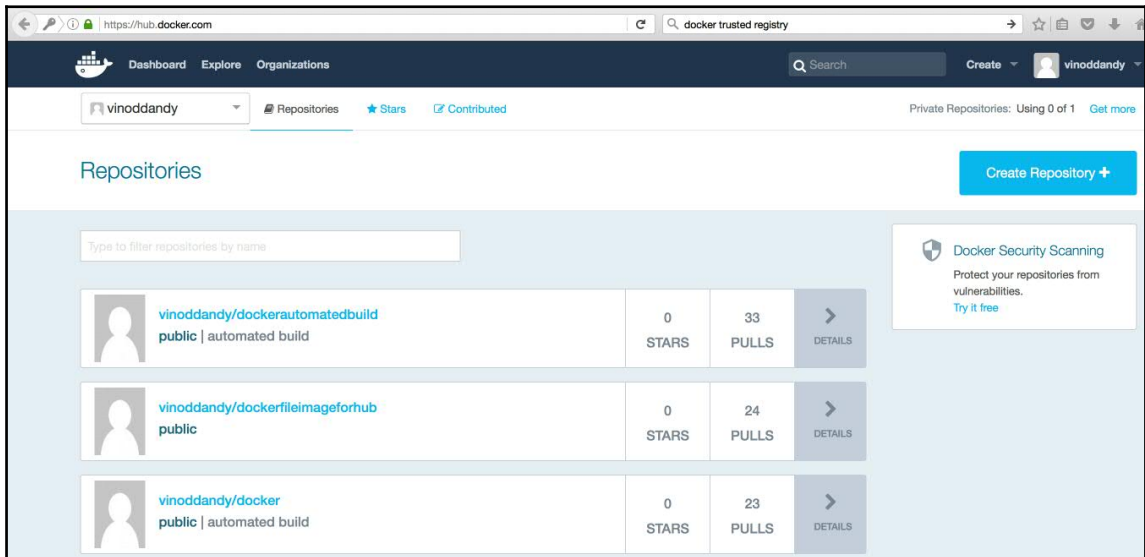 https://hub.docker.com docker trusted registry
Dashboard Explore Organizations Search Create vinoddandy
vinoddandy Repositories Stars Contributed Private Repositories: Using 0 of 1 Get more
Repositories Create Repository
Type to filter repositories by name
Docker Security Scanning
Protect your repositories from
vulnerabilities.
Try it free
vinoddandy/dockerautomatedbuild
public | automated build
0
STARS
33
PULLS
DETAILS
vinoddandy/dockerfileimageforhub
public
0
STARS
24
PULLS
DETAILS
vinoddandy/docker
public | automated build
0
STARS
23
PULLS
DETAILS